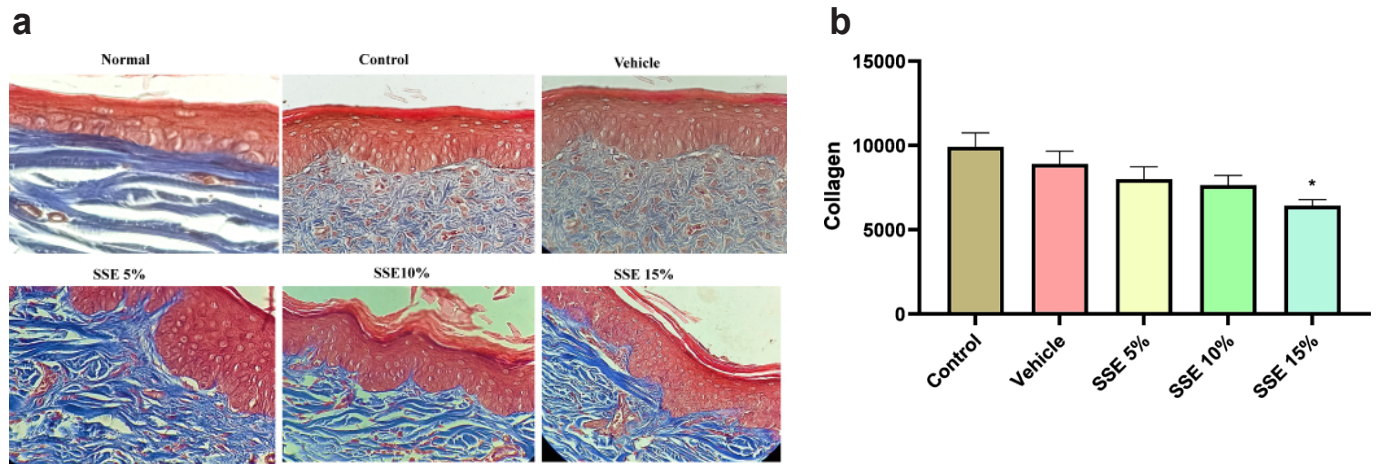 a
Normal
Control
Vehicle
SSE 5%
SSE10%
SSE 15%
b
15000
10000
5000
0
Collagen
*
Control
Vehicle
SSE 5%
SSE 10%
SSE 15%